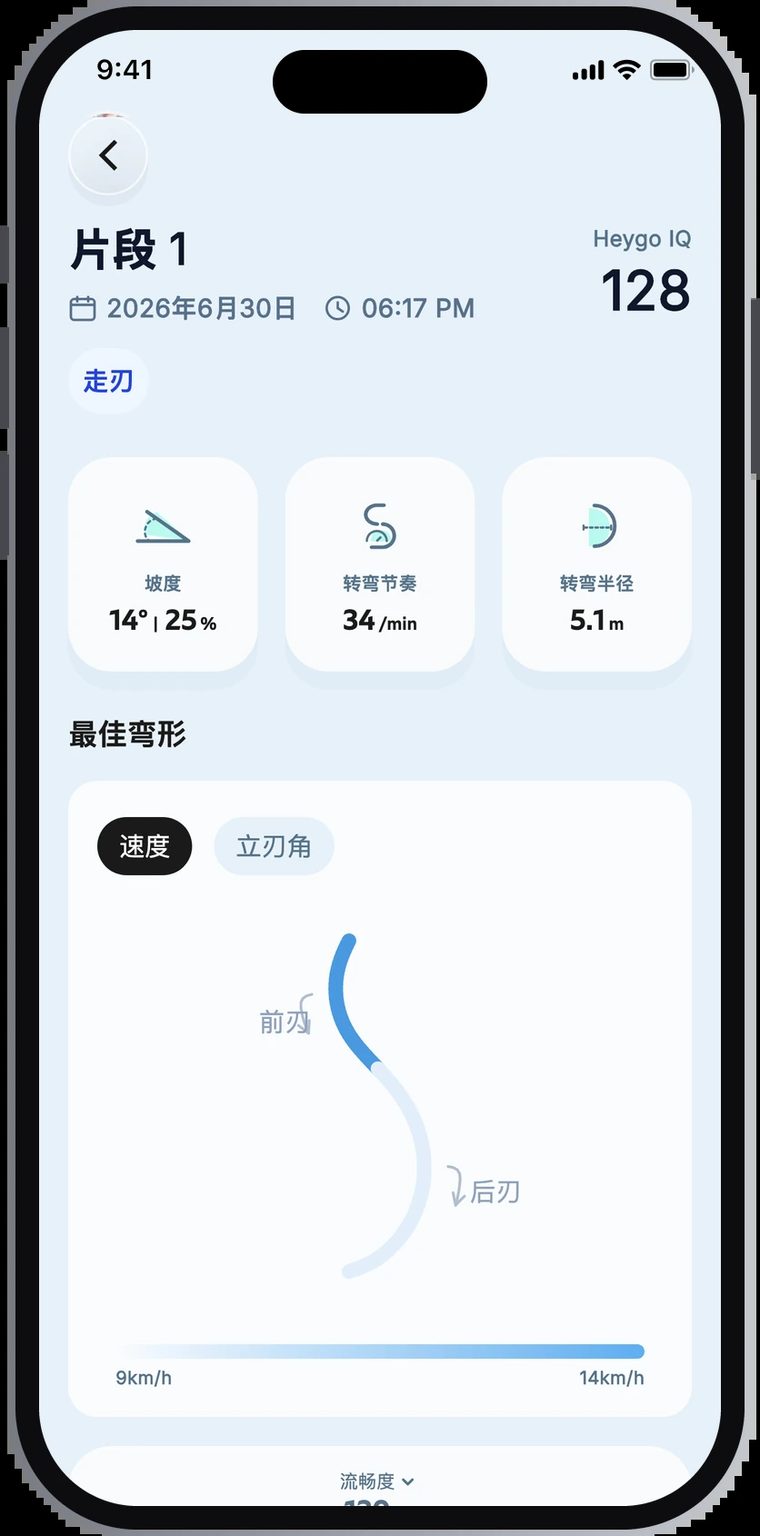 9:41
片段 1
Heygo IQ
128
2026年6月30日 06:17 PM
走刃
坡度
14° | 25 %
转弯节奏
34 /min
转弯半径
5.1 m
最佳弯形
速度
立刃角
前刃
后刃
9km/h
14km/h
流畅度